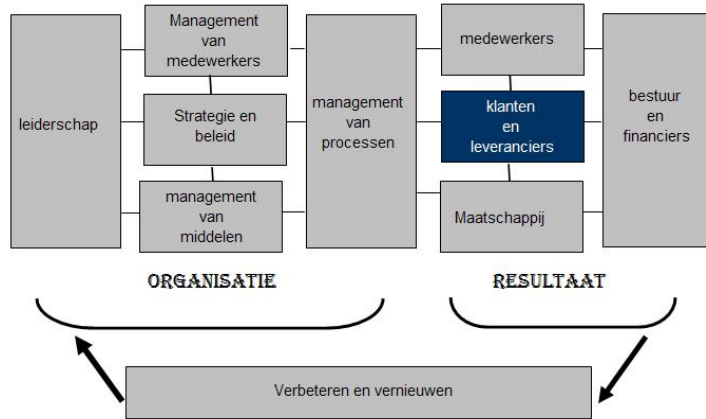 leiderschap
Management
van
medewerkers
Strategie en
beleid
management
van
middelen
management
van
processen
medewerkers
klanten
en
leveranciers
Maatschappij
bestuur
en
financiers
ORGANISATIE
RESULTAAT
Verbeteren en vernieuwen